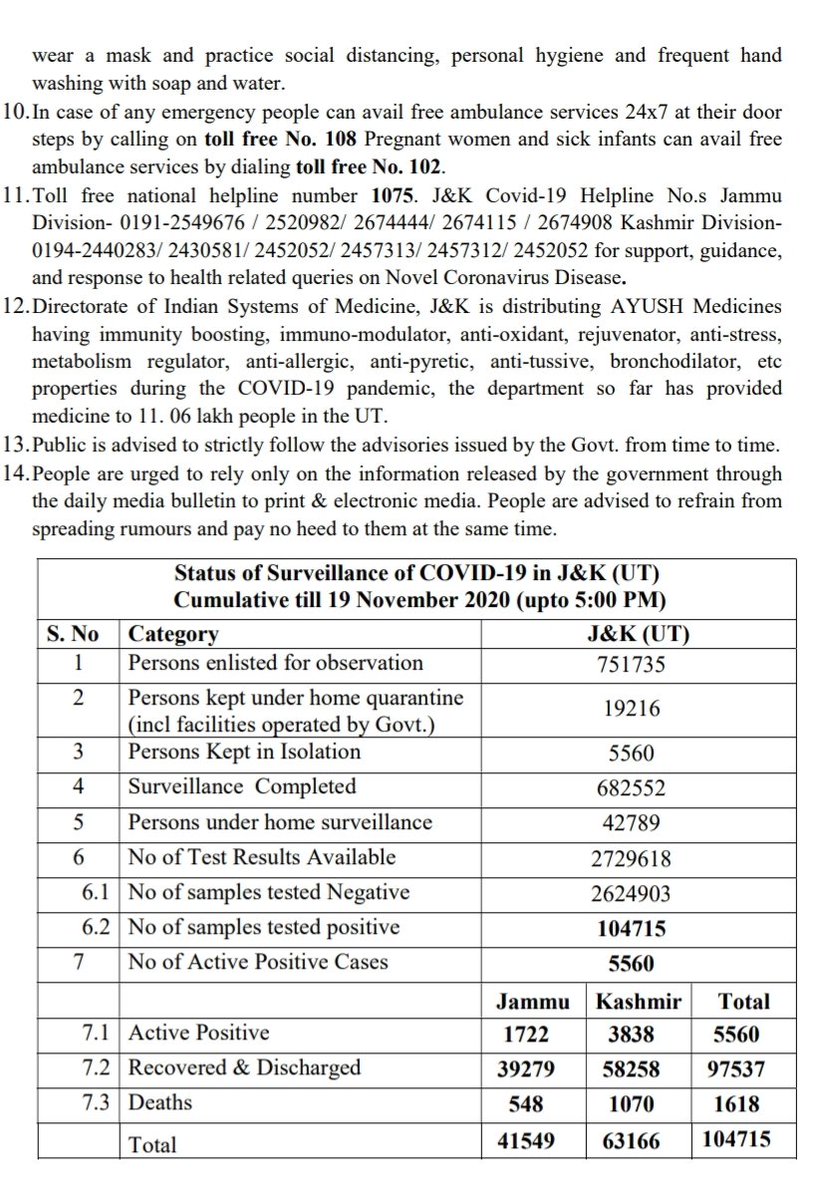 wear a mask and practice social distancing, personal hygiene and frequent hand
washing with soap and water.
10.In case of any emergency people can avail free ambulance services 24x7 at their door
steps by calling on toll free No. 108 Pregnant women and sick infants can avail free
ambulance services by dialing toll free No. 102.
11.Toll free national helpline number 1075. J&K Covid-19 Helpline No.s Jammu
Division- 0191-2549676 / 2520982/ 2674444/ 2674115 / 2674908 Kashmir Division-
0194-2440283/ 2430581/ 2452052/ 2457313/ 2457312/ 2452052 for support, guidance,
and response to health related queries on Novel Coronavirus Disease.
12.Directorate of Indian Systems of Medicine, J&K is distributing AYUSH Medicines
having immunity boosting, immuno-modulator, anti-oxidant, rejuvenator, anti-stress,
metabolism regulator, anti-allergic, anti-pyretic, anti-tussive, bronchodilator, etc
properties during the COVID-19 pandemic, the department so far has provided
medicine to 11. 06 lakh people in the UT.
13.Public is advised to strictly follow the advisories issued by the Govt. from time to time.
14.People are urged to rely only on the information released by the government through
the daily media bulletin to print & electronic media. People are advised to refrain from
spreading rumours and pay no heed to them at the same time.
Status of Surveillance of COVID-19 in J&K (UT)
Cumulative till 19 November 2020 (upto 5:00 PM)
S. No Category J&K (UT)
1 Persons enlisted for observation 751735
2 Persons kept under home quarantine
(incl facilities operated by Govt.) 19216
3 Persons Kept in Isolation 5560
4 Surveillance Completed 682552
5 Persons under home surveillance 42789
6 No of Test Results Available 2729618
6.1 No of samples tested Negative 2624903
6.2 No of samples tested positive 104715
7 No of Active Positive Cases 5560
Jammu Kashmir Total
7.1 Active Positive 1722 3838 5560
7.2 Recovered & Discharged 39279 58258 97537
7.3 Deaths 548 1070 1618
Total 41549 63166 104715